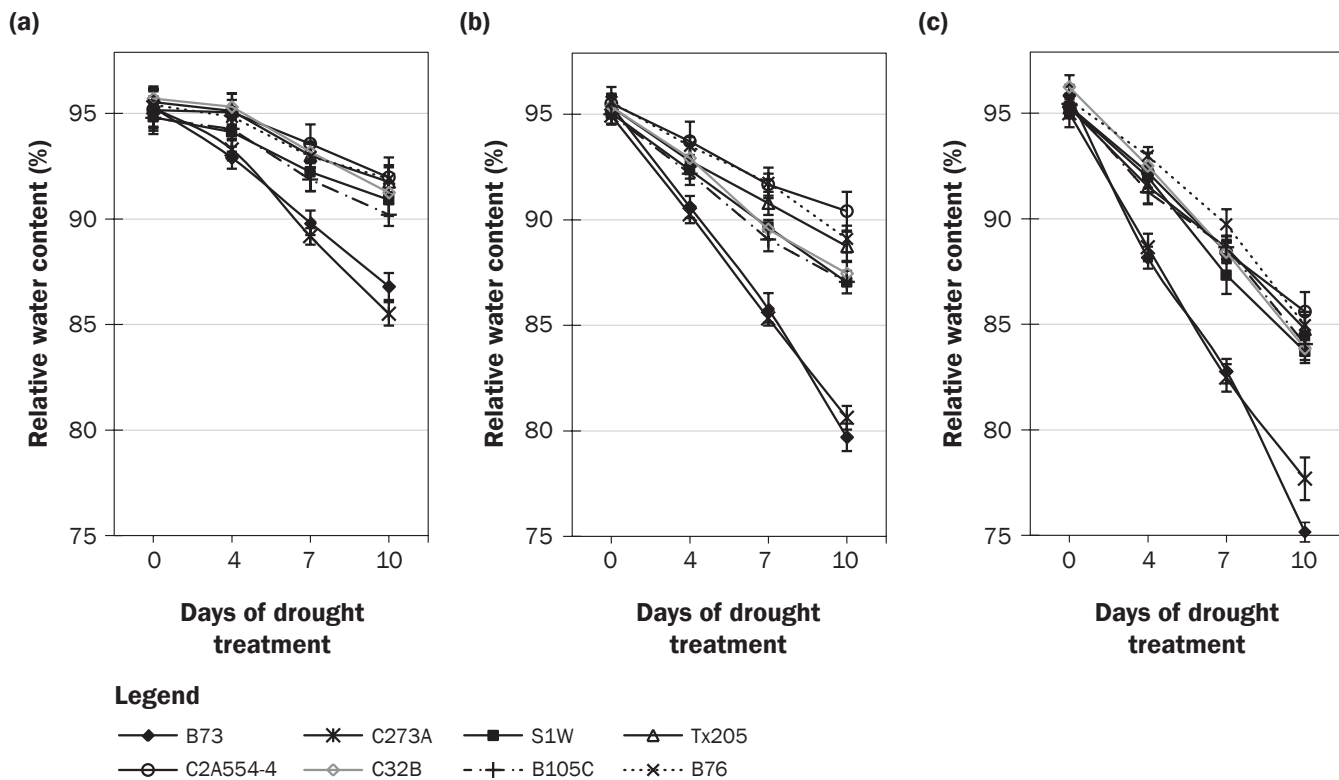 (a)
(b)
(c)
Relative water content (%)
95
90
85
80
75
0 4 7 10
Days of drought
treatment
Relative water content (%)
95
90
85
80
75
0 4 7 10
Days of drought
treatment
Relative water content (%)
95
90
85
80
75
0 4 7 10
Days of drought
treatment
Legend
B73 C273A S1W Tx205
C2A554-4 C32B B105C B76